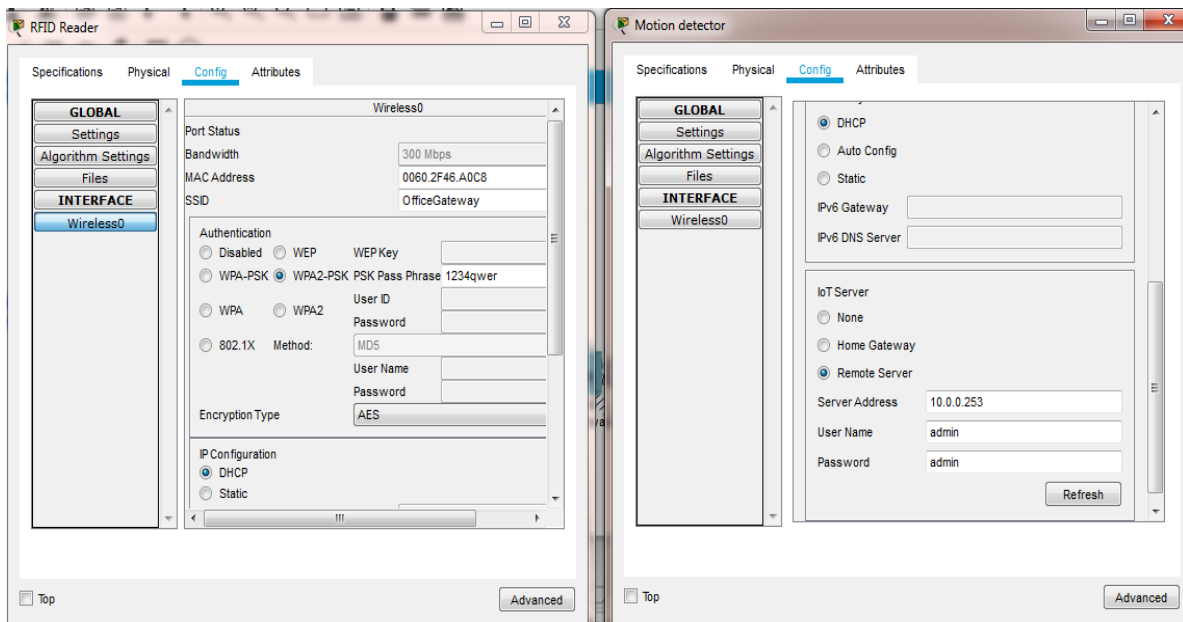 RFID Reader
Specifications Physical Config Attributes
GLOBAL
Settings
Algorithm Settings
Files
INTERFACE
Wireless0
Wireless0
Port Status
Bandwidth 300 Mbps
MAC Address 0060.2F46.A0C8
SSID OfficeGateway
Authentication
Disabled WEP WEP Key
WPA-PSK WPA2-PSK PSK Pass Phrase 1234qwer
User ID
WPA WPA2
Password
802.1X Method: MD5
User Name
Password
Encryption Type AES
IP Configuration
DHCP
Static
Top Advanced
Motion detector
Specifications Physical Config Attributes
GLOBAL
Settings
Algorithm Settings
Files
INTERFACE
Wireless0
DHCP
Auto Config
Static
IPv6 Gateway
IPv6 DNS Server
IoT Server
None
Home Gateway
Remote Server
Server Address 10.0.0.253
User Name admin
Password admin
Refresh
Top Advanced